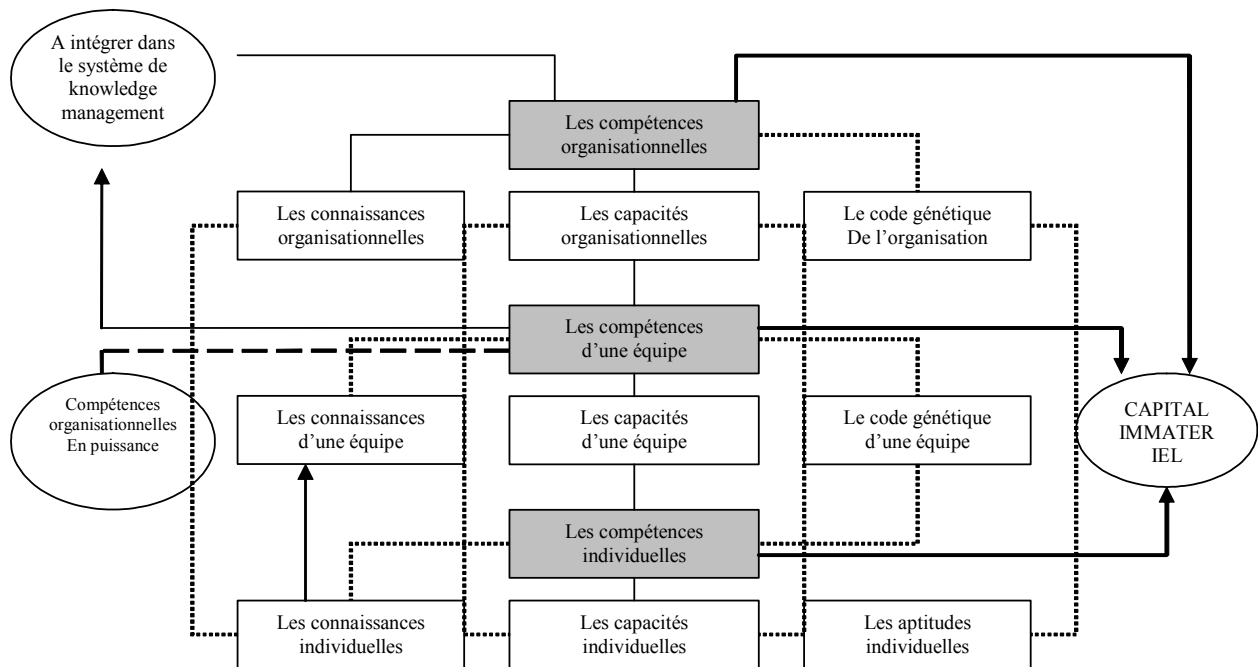 A intégrer dans
le système de
knowledge
management
Les compétences
organisationnelles
Les connaissances
organisationnelles
Les capacités
organisationnelles
Le code génétique
De l'organisation
Les compétences
d'une équipe
Compétences
organisationnelles
En puissance
Les connaissances
d'une équipe
Les capacités
d'une équipe
Le code génétique
d'une équipe
CAPITAL
IMMATER
IEL
Les compétences
individuelles
Les connaissances
individuelles
Les capacités
individuelles
Les aptitudes
individuelles